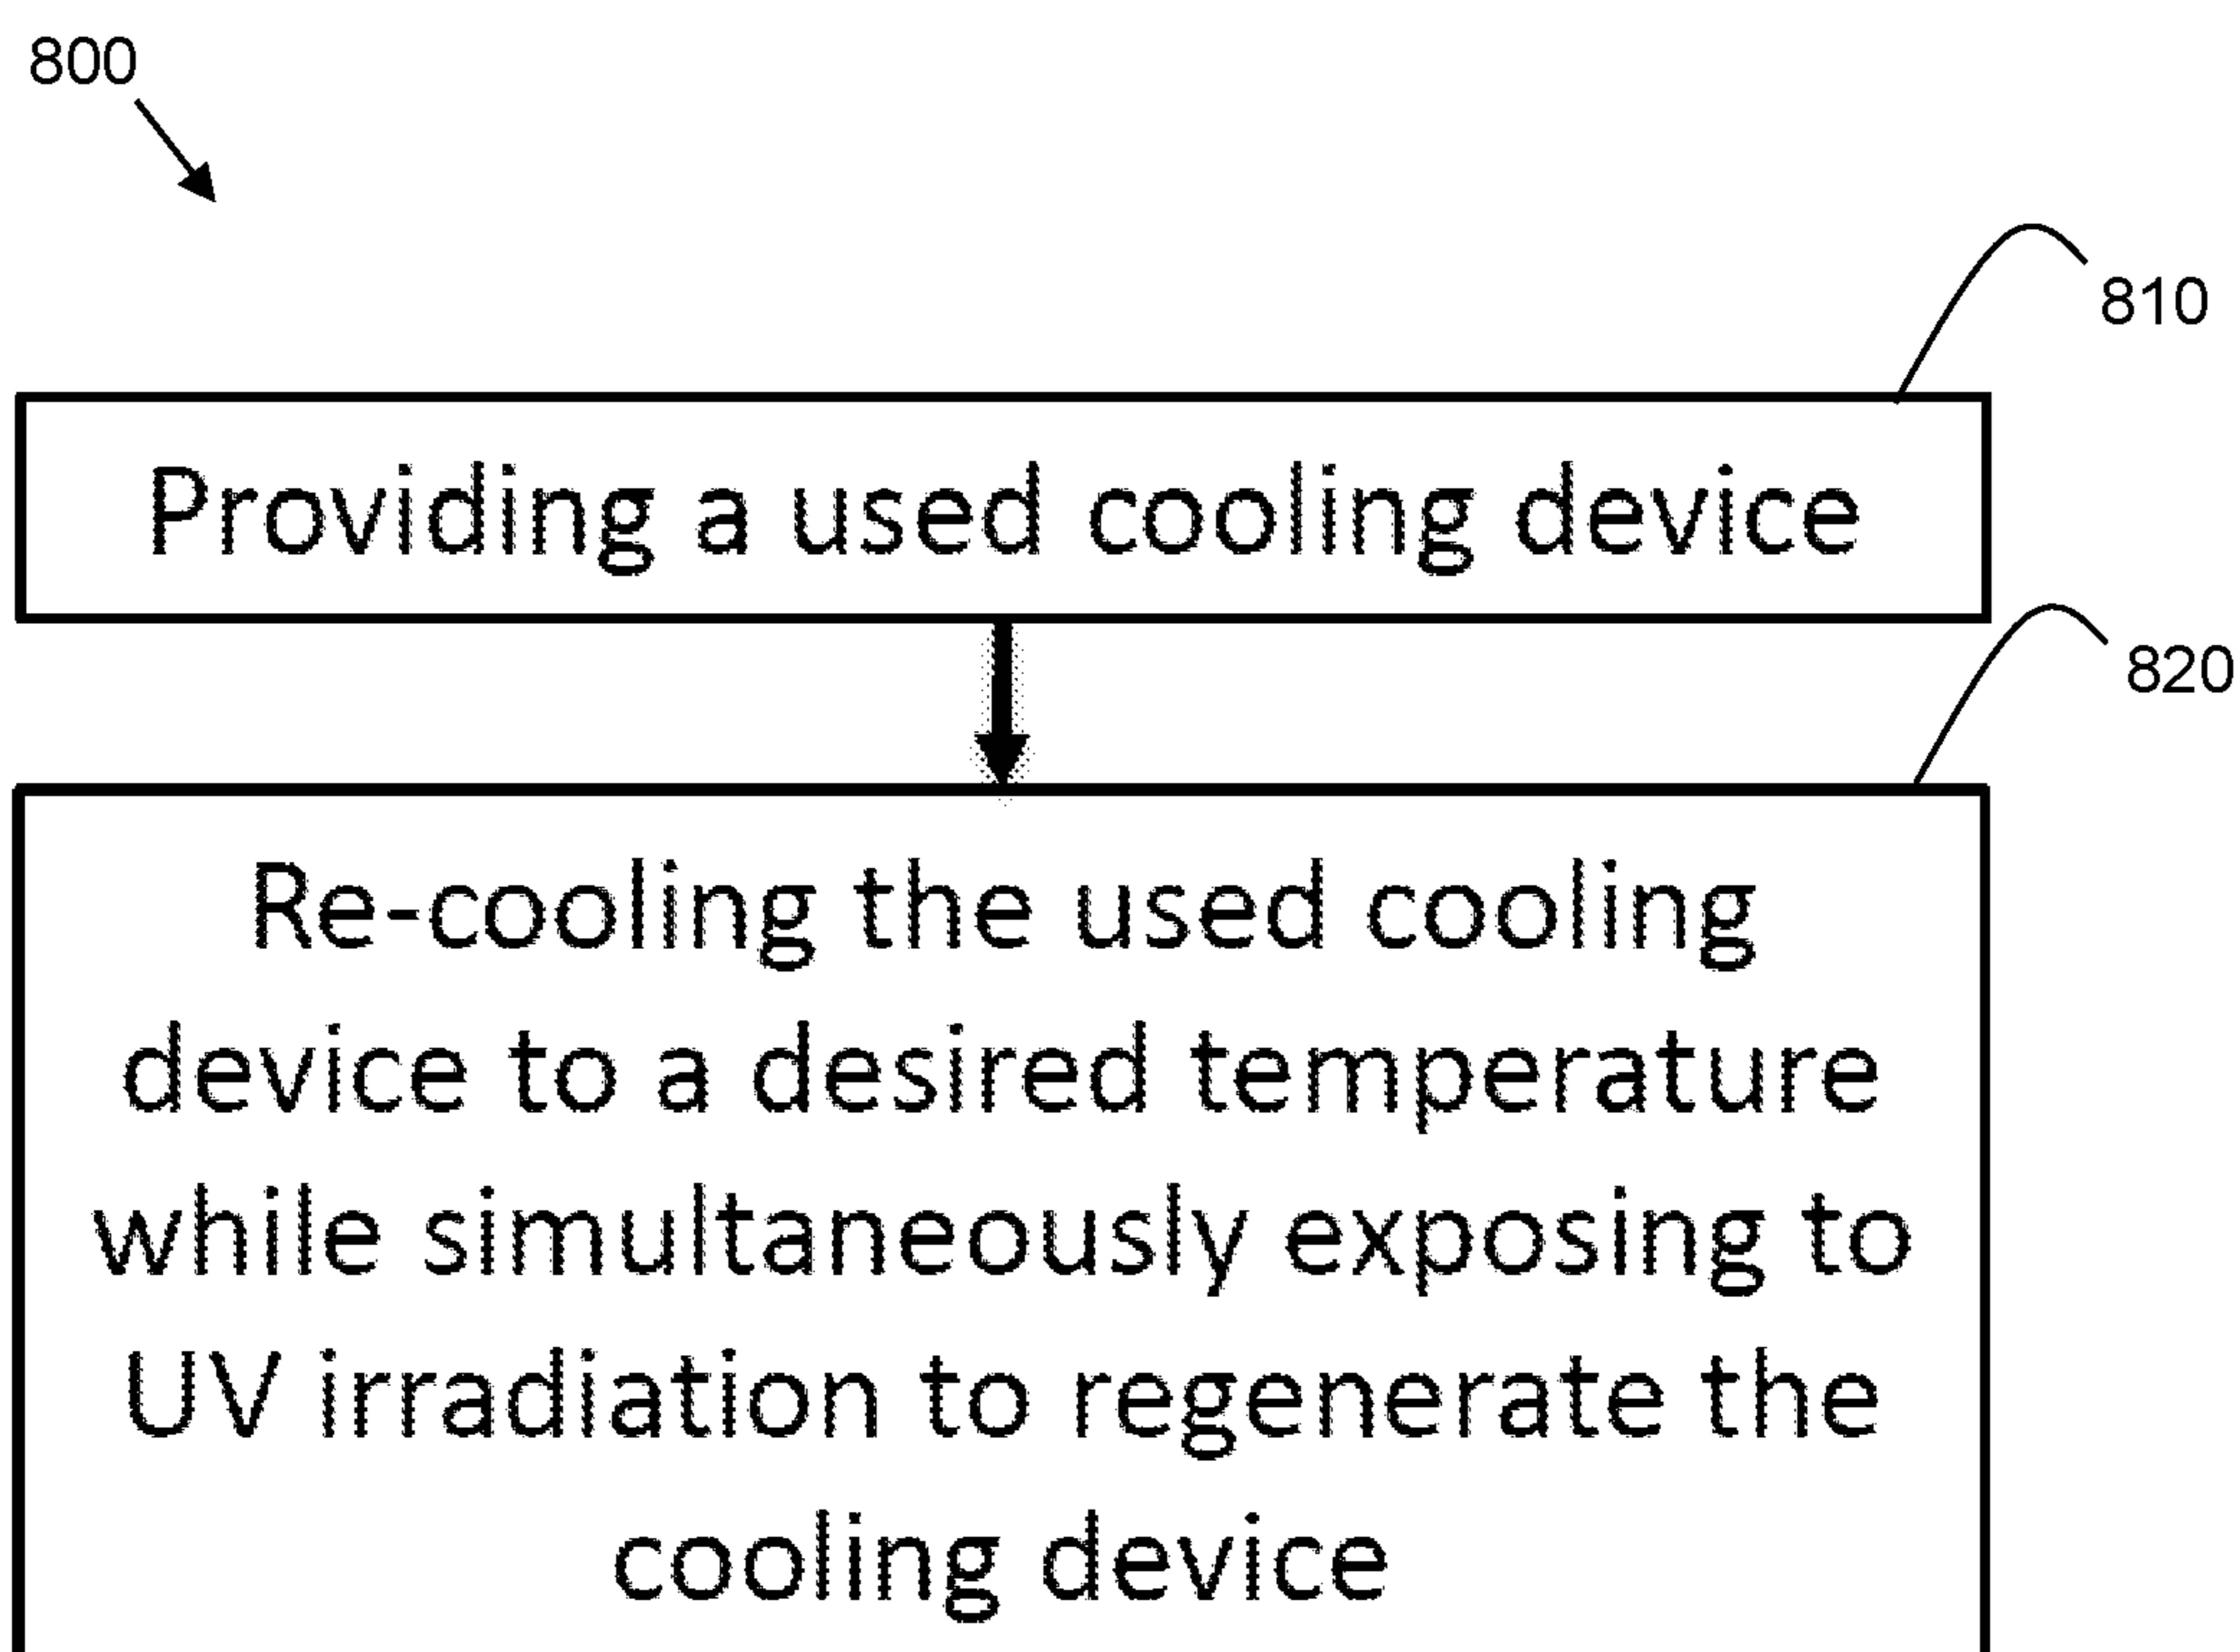 800
810
Providing a used cooling device
820
Re-cooling the used cooling
device to a desired temperature
while simultaneously exposing to
UV irradiation to regenerate the
cooling device